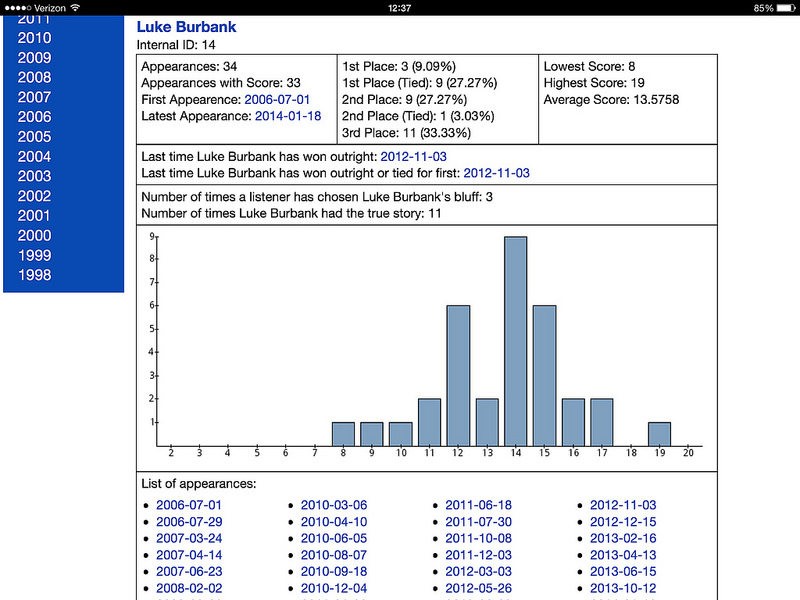 Verizon 12:37 85%
2011
2010
2009
2008
2007
2006
2005
2004
2003
2002
2001
2000
1999
1998
Luke Burbank
Internal ID: 14
Appearances: 34
Appearances with Score: 33
First Appearence: 2006-07-01
Latest Appearance: 2014-01-18
1st Place: 3 (9.09%)
1st Place (Tied): 9 (27.27%)
2nd Place: 9 (27.27%)
2nd Place (Tied): 1 (3.03%)
3rd Place: 11 (33.33%)
Lowest Score: 8
Highest Score: 19
Average Score: 13.5758
Last time Luke Burbank has won outright: 2012-11-03
Last time Luke Burbank has won outright or tied for first: 2012-11-03
Number of times a listener has chosen Luke Burbank's bluff: 3
Number of times Luke Burbank had the true story: 11
9
8
7
6
5
4
3
2
1
2 3 4 5 6 7 8 9 10 11 12 13 14 15 16 17 18 19 20
List of appearances:
• 2006-07-01
• 2006-07-29
• 2007-03-24
• 2007-04-14
• 2007-06-23
• 2008-02-02
• 2010-03-06
• 2010-04-10
• 2010-06-05
• 2010-08-07
• 2010-09-18
• 2010-12-04
• 2011-06-18
• 2011-07-30
• 2011-10-08
• 2011-12-03
• 2012-03-03
• 2012-05-26
• 2012-11-03
• 2012-12-15
• 2013-02-16
• 2013-04-13
• 2013-06-15
• 2013-10-12